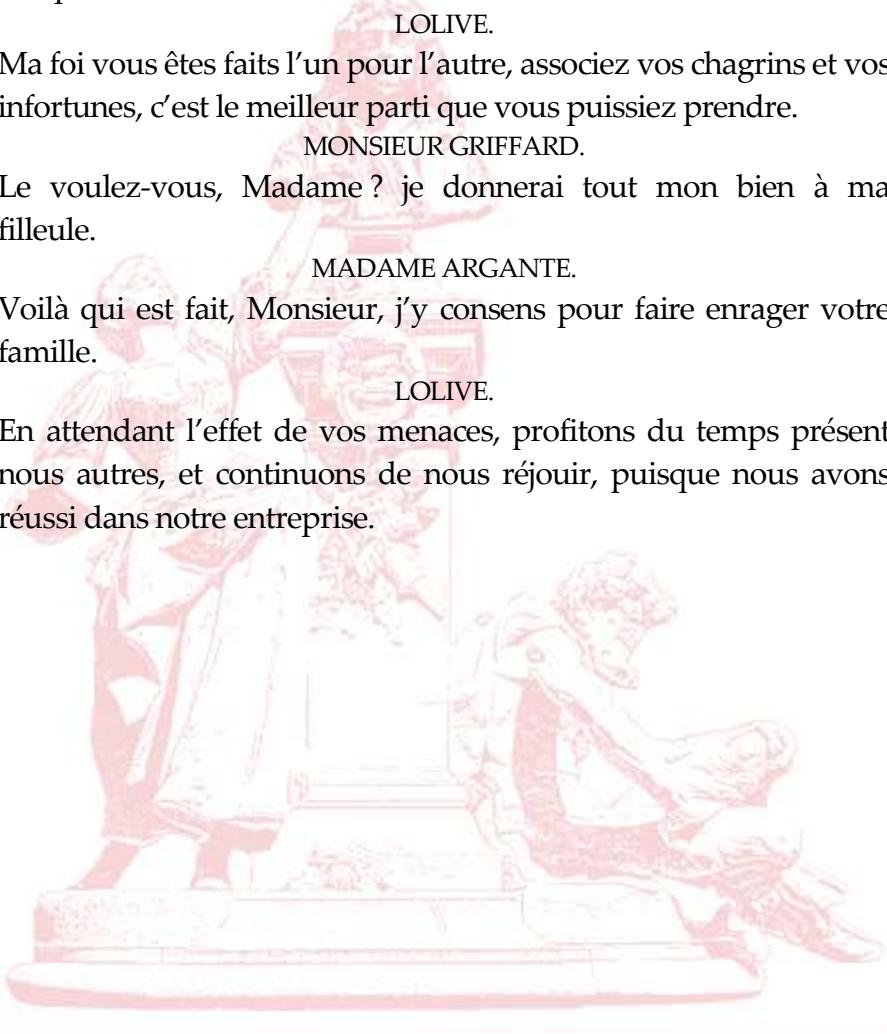 LOLIVE.
Ma foi vous êtes faits l’un pour l’autre, associez vos chagrins et vos
infortunes, c’est le meilleur parti que vous puissiez prendre.
MONSIEUR GRIFFARD.
Le voulez-vous, Madame ? je donnerai tout mon bien à ma
filleule.
MADAME ARGANTE.
Voilà qui est fait, Monsieur, j’y consens pour faire enrager votre
famille.
LOLIVE.
En attendant l’effet de vos menaces, profitons du temps présent
nous autres, et continuons de nous réjouir, puisque nous avons
réussi dans notre entreprise.